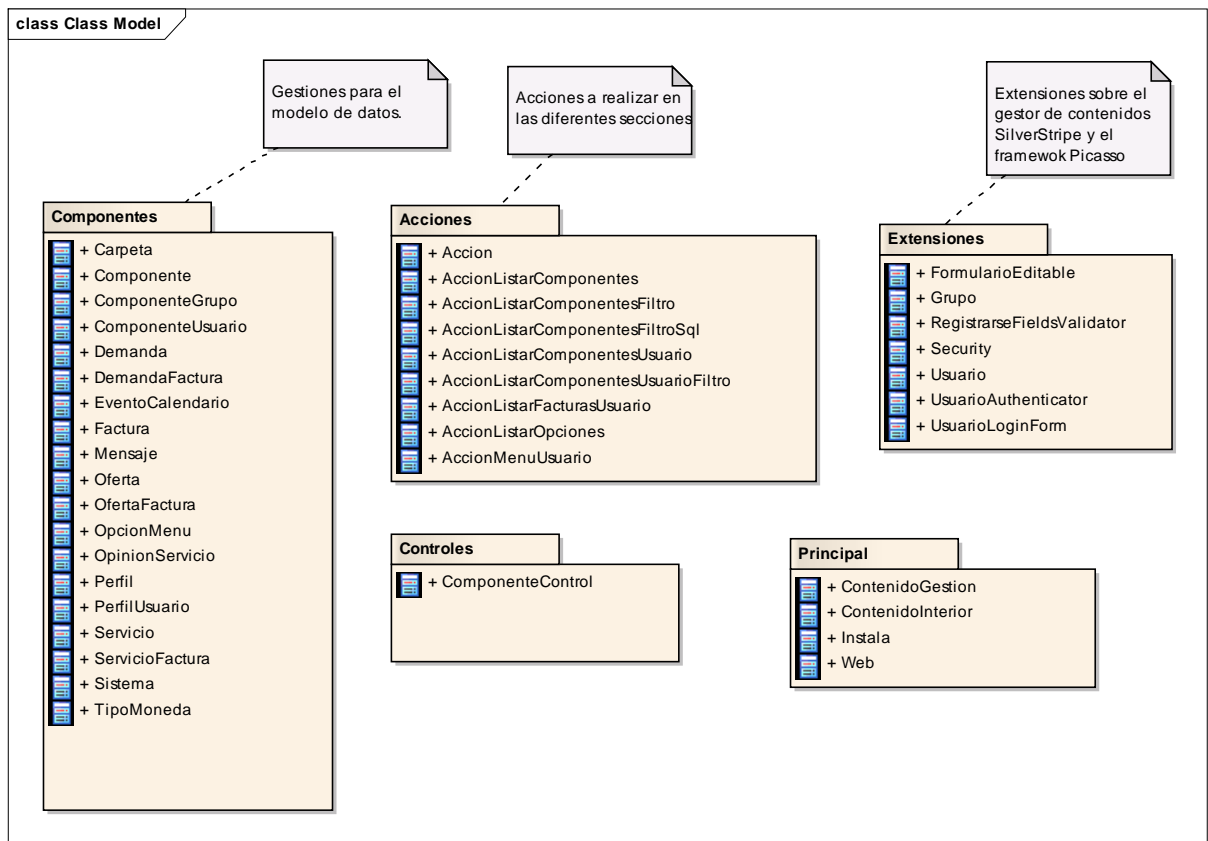 class Class Model
Gestiones para el
modelo de datos.
Acciones a realizar en
las diferentes secciones
Extensiones sobre el
gestor de contenidos
SilverStripe y el
framewok Picasso
Componentes
+ Carpeta
+ Componente
+ ComponenteGrupo
+ ComponenteUsuario
+ Demanda
+ DemandaFactura
+ EventoCalendario
+ Factura
+ Mensaje
+ Oferta
+ OfertaFactura
+ OpcionMenu
+ OpinionServicio
+ Perfil
+ PerfilUsuario
+ Servicio
+ ServicioFactura
+ Sistema
+ TipoMoneda
Acciones
+ Accion
+ AccionListarComponentes
+ AccionListarComponentesFiltro
+ AccionListarComponentesFiltroSql
+ AccionListarComponentesUsuario
+ AccionListarComponentesUsuarioFiltro
+ AccionListarFacturasUsuario
+ AccionListarOpciones
+ AccionMenuUsuario
Extensiones
+ FormularioEditable
+ Grupo
+ RegistrarseFieldsValidator
+ Security
+ Usuario
+ UsuarioAuthenticator
+ UsuarioLoginForm
Controles
+ ComponenteControl
Principal
+ ContenidoGestion
+ ContenidoInterior
+ Instala
+ Web